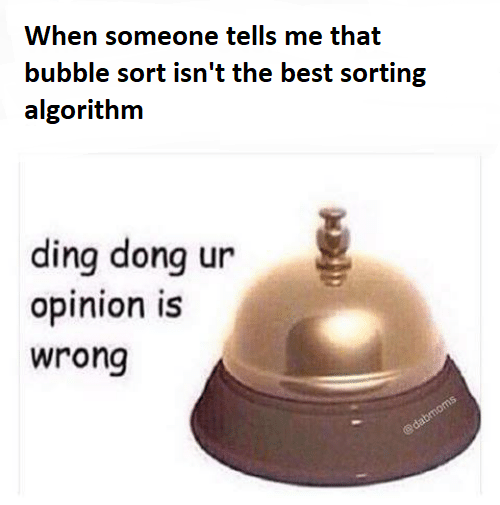 When someone tells me that
bubble sort isn't the best sorting
algorithm
ding dong ur
opinion is
wrong
@dabmoms